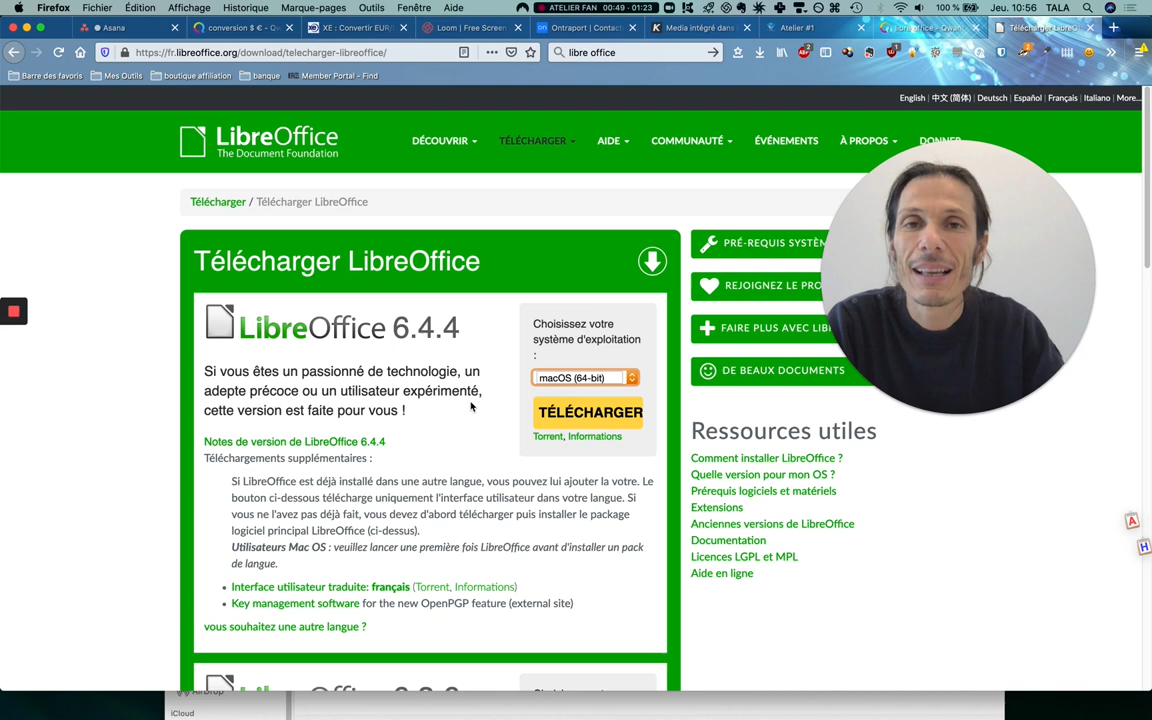 Firefox Fichier Édition Affichage Historique Marque-pages Outils Fenêtre Aide ATELIER FAN 00:49 - 01:23 100 % Jeu. 10:56 TALA
Asana
conversion $ € - Qw
XE : Convertir EUR/
Loom | Free Screen
Ontraport | Contact
Media intégré dans
Atelier #1
libre office - Qwan
Télécharger LibreO
https://fr.libreoffice.org/download/telecharger-libreoffice/
libre office
Barre des favoris Mes Outils boutique affiliation banque Member Portal - Find
English | 中文 (简体) | Deutsch | Español | Français | Italiano | More...
LibreOffice
The Document Foundation
DÉCOUVRIR TÉLÉCHARGER AIDE COMMUNAUTÉ ÉVÉNEMENTS À PROPOS DONNER
Télécharger / Télécharger LibreOffice
Télécharger LibreOffice
LibreOffice 6.4.4
Si vous êtes un passionné de technologie, un
adepte précoce ou un utilisateur expérimenté,
cette version est faite pour vous !
Choisissez votre
système d'exploitation
:
macOS (64-bit)
TÉLÉCHARGER
Torrent, Informations
Notes de version de LibreOffice 6.4.4
Téléchargements supplémentaires :
Si LibreOffice est déjà installé dans une autre langue, vous pouvez lui ajouter la votre. Le
bouton ci-dessous télécharge uniquement l'interface utilisateur dans votre langue. Si
vous ne l'avez pas déjà fait, vous devez d'abord télécharger puis installer le package
logiciel principal LibreOffice (ci-dessus).
Utilisateurs Mac OS : veuillez lancer une première fois LibreOffice avant d'installer un pack
de langue.
• Interface utilisateur traduite: français (Torrent, Informations)
• Key management software for the new OpenPGP feature (external site)
vous souhaitez une autre langue ?
PRÉ-REQUIS SYSTÈM
REJOIGNEZ LE PRO
FAIRE PLUS AVEC LIB
DE BEAUX DOCUMENTS
Ressources utiles
Comment installer LibreOffice ?
Quelle version pour mon OS ?
Prérequis logiciels et matériels
Extensions
Anciennes versions de LibreOffice
Documentation
Licences LGPL et MPL
Aide en ligne
A
H
AirDrop
iCloud